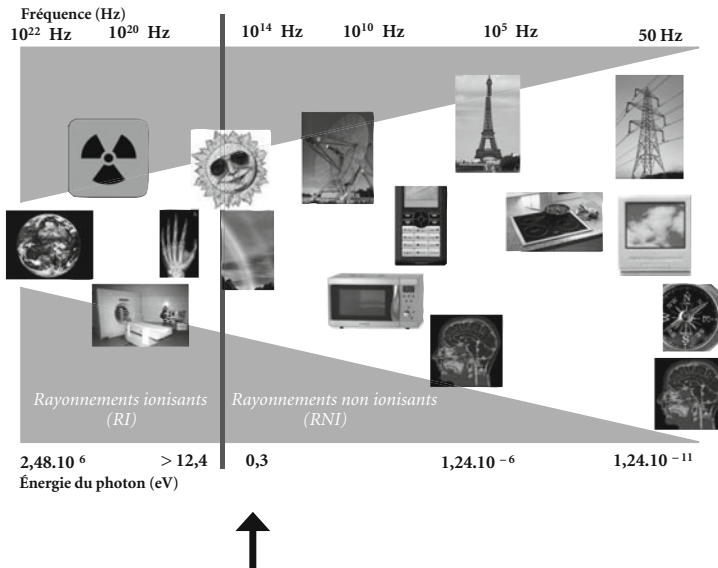 Fréquence (Hz)
10²² Hz 10²⁰ Hz 10¹⁴ Hz 10¹⁰ Hz 10⁵ Hz 50 Hz
Rayonnements ionisants
(RI)
Rayonnements non ionisants
(RNI)
2,48.10 ⁶ > 12,4 0,3 1,24.10 ⁻⁶ 1,24.10 ⁻¹¹
Énergie du photon (eV)